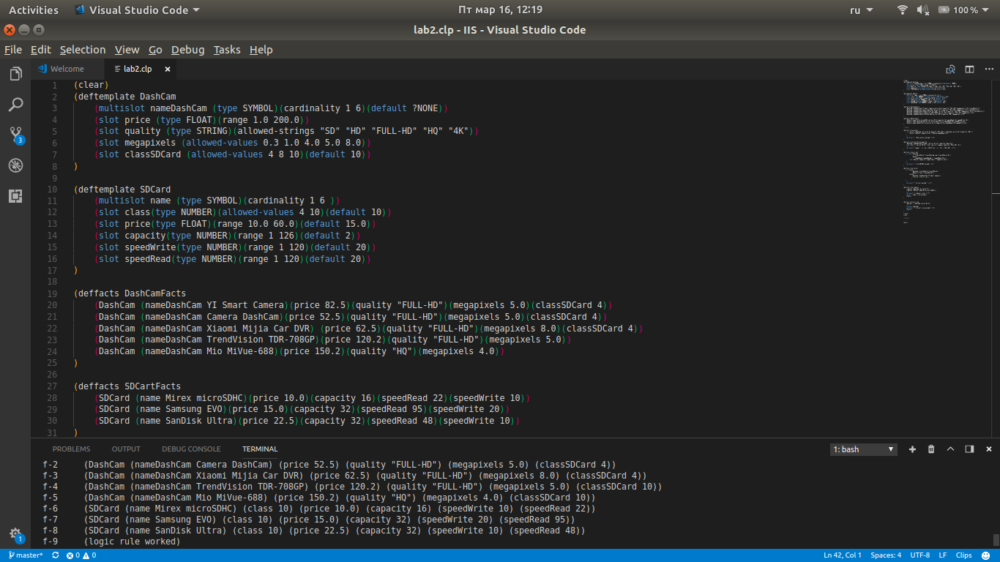 Activities Visual Studio Code Пт мар 16, 12:19 ru 100 %
lab2.clp - IIS - Visual Studio Code
File Edit Selection View Go Debug Tasks Help
Welcome lab2.clp
1 (clear)
2 (deftemplate DashCam
3 (multislot nameDashCam (type SYMBOL)(cardinality 1 6)(default ?NONE))
4 (slot price (type FLOAT)(range 1.0 200.0))
5 (slot quality (type STRING)(allowed-strings "SD" "HD" "FULL-HD" "HQ" "4K"))
6 (slot megapixels (allowed-values 0.3 1.0 4.0 5.0 8.0))
7 (slot classSDCard (allowed-values 4 8 10)(default 10))
8 )
9
10 (deftemplate SDCard
11 (multislot name (type SYMBOL)(cardinality 1 6 ))
12 (slot class(type NUMBER)(allowed-values 4 10)(default 10))
13 (slot price(type FLOAT)(range 10.0 60.0)(default 15.0))
14 (slot capacity(type NUMBER)(range 1 126)(default 2))
15 (slot speedWrite(type NUMBER)(range 1 120)(default 20))
16 (slot speedRead(type NUMBER)(range 1 120)(default 20))
17 )
18
19 (deffacts DashCamFacts
20 (DashCam (nameDashCam YI Smart Camera)(price 82.5)(quality "FULL-HD")(megapixels 5.0)(classSDCard 4))
21 (DashCam (nameDashCam Camera DashCam)(price 52.5)(quality "FULL-HD")(megapixels 5.0)(classSDCard 4))
22 (DashCam (nameDashCam Xiaomi Mijia Car DVR) (price 62.5)(quality "FULL-HD")(megapixels 8.0)(classSDCard 4))
23 (DashCam (nameDashCam TrendVision TDR-708GP)(price 120.2)(quality "FULL-HD")(megapixels 5.0))
24 (DashCam (nameDashCam Mio MiVue-688)(price 150.2)(quality "HQ")(megapixels 4.0))
25 )
26
27 (deffacts SDCartFacts
28 (SDCard (name Mirex microSDHC)(price 10.0)(capacity 16)(speedRead 22)(speedWrite 10))
29 (SDCard (name Samsung EVO)(price 15.0)(capacity 32)(speedRead 95)(speedWrite 20))
30 (SDCard (name SanDisk Ultra)(price 22.5)(capacity 32)(speedRead 48)(speedWrite 10))
31 )
3
PROBLEMS OUTPUT DEBUG CONSOLE TERMINAL 1: bash
f-2 (DashCam (nameDashCam Camera DashCam) (price 52.5) (quality "FULL-HD") (megapixels 5.0) (classSDCard 4))
f-3 (DashCam (nameDashCam Xiaomi Mijia Car DVR) (price 62.5) (quality "FULL-HD") (megapixels 8.0) (classSDCard 4))
f-4 (DashCam (nameDashCam TrendVision TDR-708GP) (price 120.2) (quality "FULL-HD") (megapixels 5.0) (classSDCard 10))
f-5 (DashCam (nameDashCam Mio MiVue-688) (price 150.2) (quality "HQ") (megapixels 4.0) (classSDCard 10))
f-6 (SDCard (name Mirex microSDHC) (class 10) (price 10.0) (capacity 16) (speedWrite 10) (speedRead 22))
f-7 (SDCard (name Samsung EVO) (class 10) (price 15.0) (capacity 32) (speedWrite 20) (speedRead 95))
f-8 (SDCard (name SanDisk Ultra) (class 10) (price 22.5) (capacity 32) (speedWrite 10) (speedRead 48))
f-9 (logic rule worked)
1
master* 0 0 Ln 42, Col 1 Spaces: 4 UTF-8 LF Clips